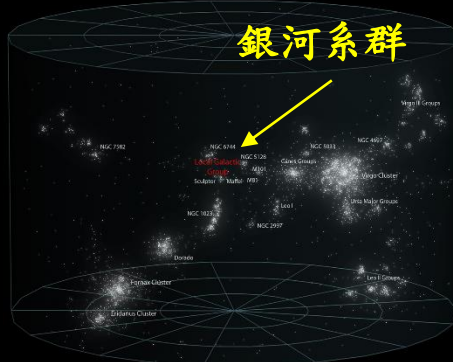 銀河系群
Virgo III Groups
NGC 7582
NGC 6744
NGC 5033
NGC 4697
Local Galactic
Group
NGC 5128
M101
Canes Groups
Virgo Cluster
Sculptor
Maffei
M81
Ursa Major Groups
Leo I
NGC 1023
NGC 2997
Dorado
Leo II Groups
Fornax Cluster
Eridanus Cluster